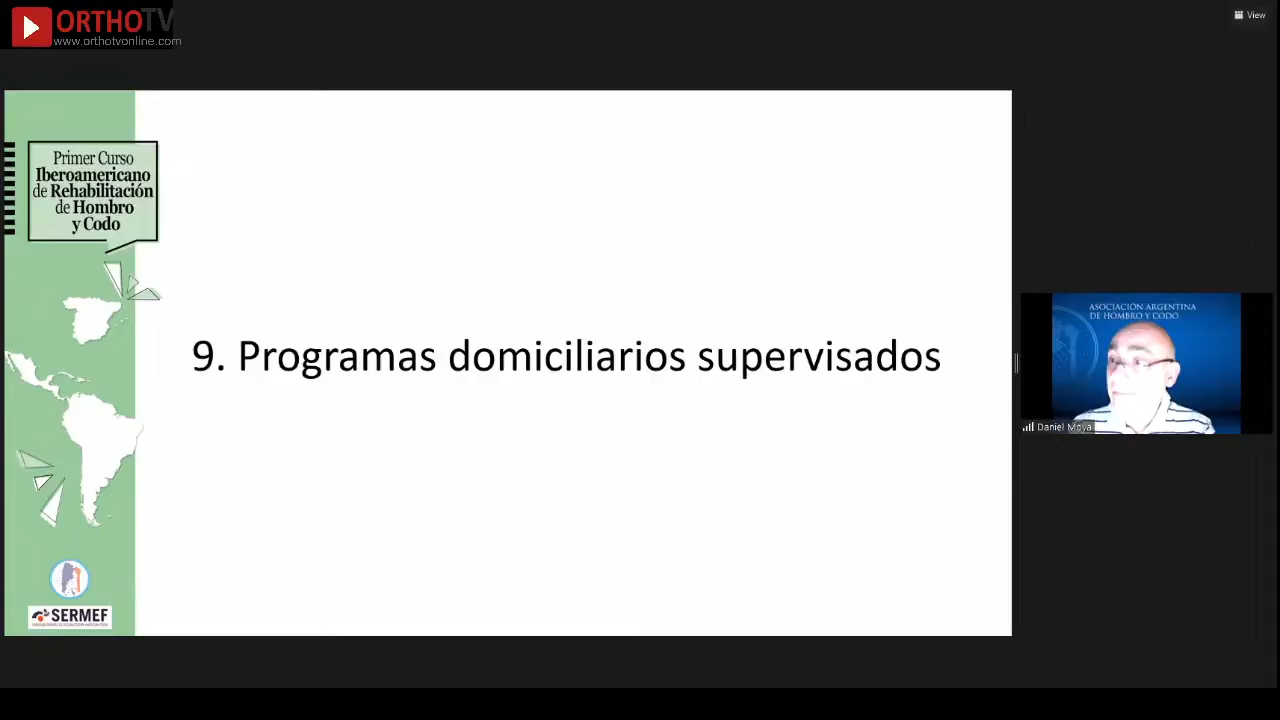 ORTHOTV
www.orthotvonline.com
View
Primer Curso
Iberoamericano
de Rehabilitación
de Hombro
y Codo
9. Programas domiciliarios supervisados
ASOCIACIÓN ARGENTINA
DE HOMBRO Y CODO
Daniel Moya
SERMEF